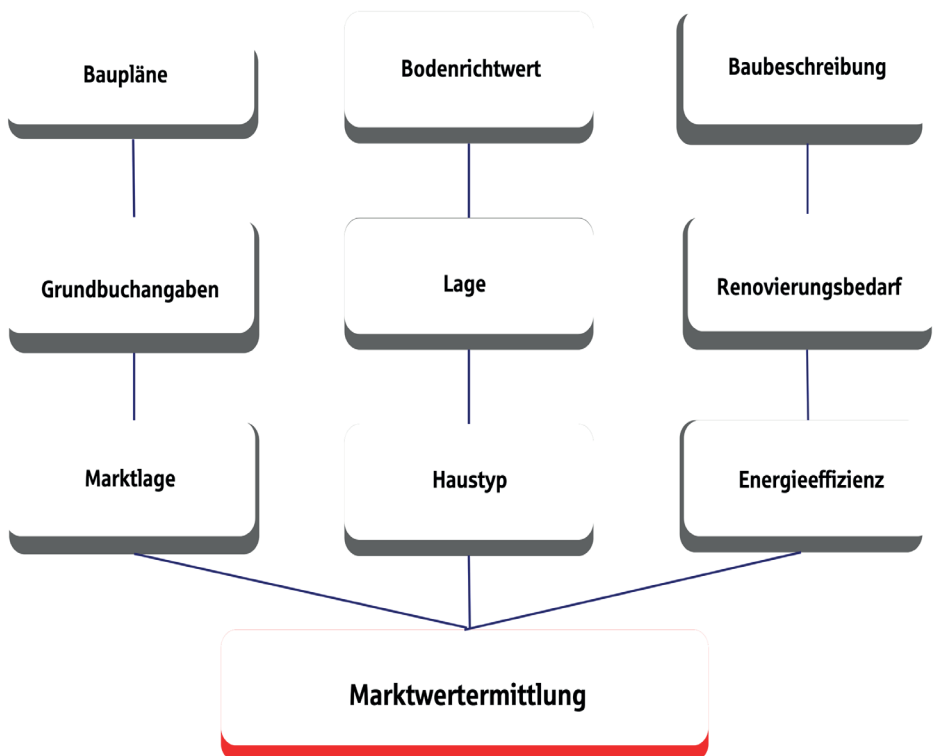 Baupläne
Bodenrichtwert
Baubeschreibung
Grundbuchangaben
Lage
Renovierungsbedarf
Marktlage
Haustyp
Energieeffizienz
Marktwertermittlung